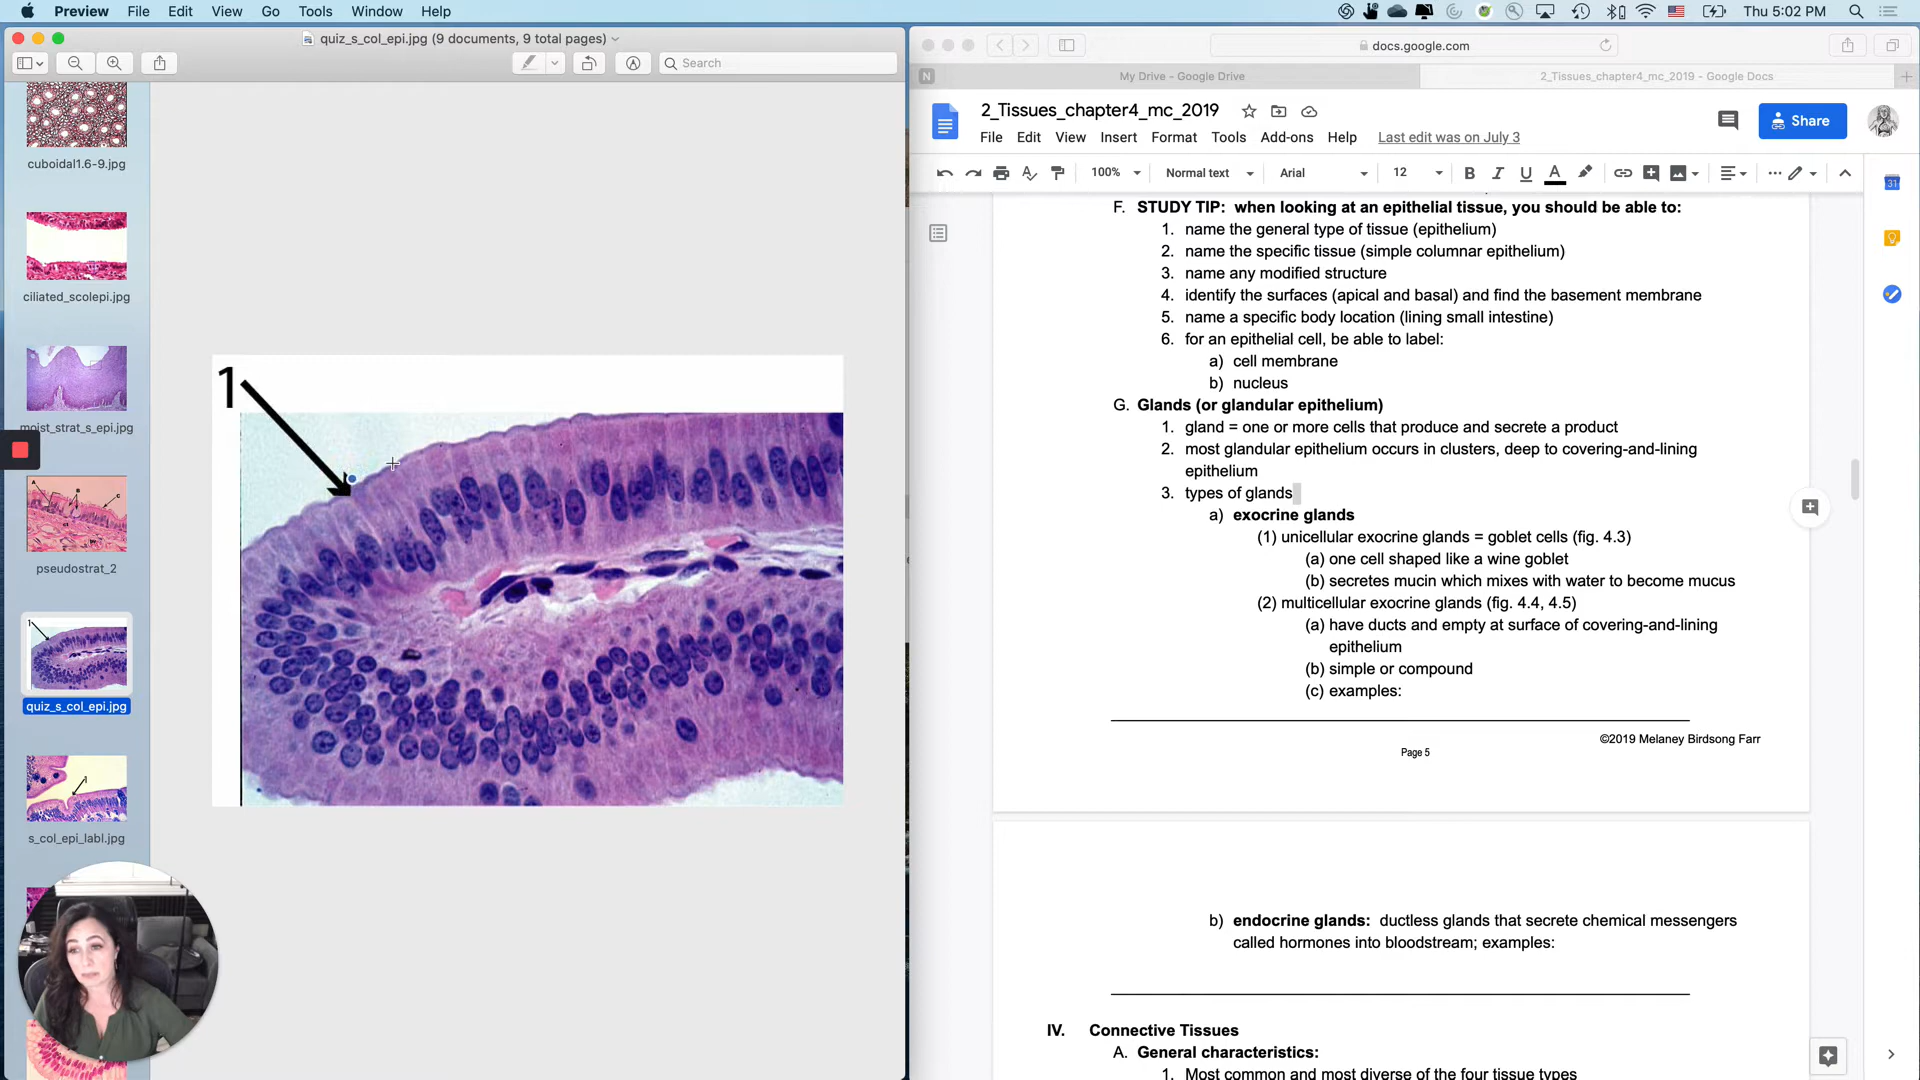 Preview File Edit View Go Tools Window Help
Thu 5:02 PM
quiz_s_col_epi.jpg (9 documents, 9 total pages)
Search
cuboidal1.6-9.jpg
ciliated_scolepi.jpg
moist_strat_s_epi.jpg
A
B
C
pseudostrat_2
1
quiz_s_col_epi.jpg
1
s_col_epi_labl.jpg
1
docs.google.com
N
My Drive - Google Drive
2_Tissues_chapter4_mc_2019 - Google Docs
2_Tissues_chapter4_mc_2019
File Edit View Insert Format Tools Add-ons Help Last edit was on July 3
Share
100% Normal text Arial 12 B I U A
31
F. STUDY TIP: when looking at an epithelial tissue, you should be able to:
1. name the general type of tissue (epithelium)
2. name the specific tissue (simple columnar epithelium)
3. name any modified structure
4. identify the surfaces (apical and basal) and find the basement membrane
5. name a specific body location (lining small intestine)
6. for an epithelial cell, be able to label:
a) cell membrane
b) nucleus
G. Glands (or glandular epithelium)
1. gland = one or more cells that produce and secrete a product
2. most glandular epithelium occurs in clusters, deep to covering-and-lining
epithelium
3. types of glands
a) exocrine glands
(1) unicellular exocrine glands = goblet cells (fig. 4.3)
(a) one cell shaped like a wine goblet
(b) secretes mucin which mixes with water to become mucus
(2) multicellular exocrine glands (fig. 4.4, 4.5)
(a) have ducts and empty at surface of covering-and-lining
epithelium
(b) simple or compound
(c) examples:
©2019 Melaney Birdsong Farr
Page 5
b) endocrine glands: ductless glands that secrete chemical messengers
called hormones into bloodstream; examples:
IV. Connective Tissues
A. General characteristics:
1. Most common and most diverse of the four tissue types